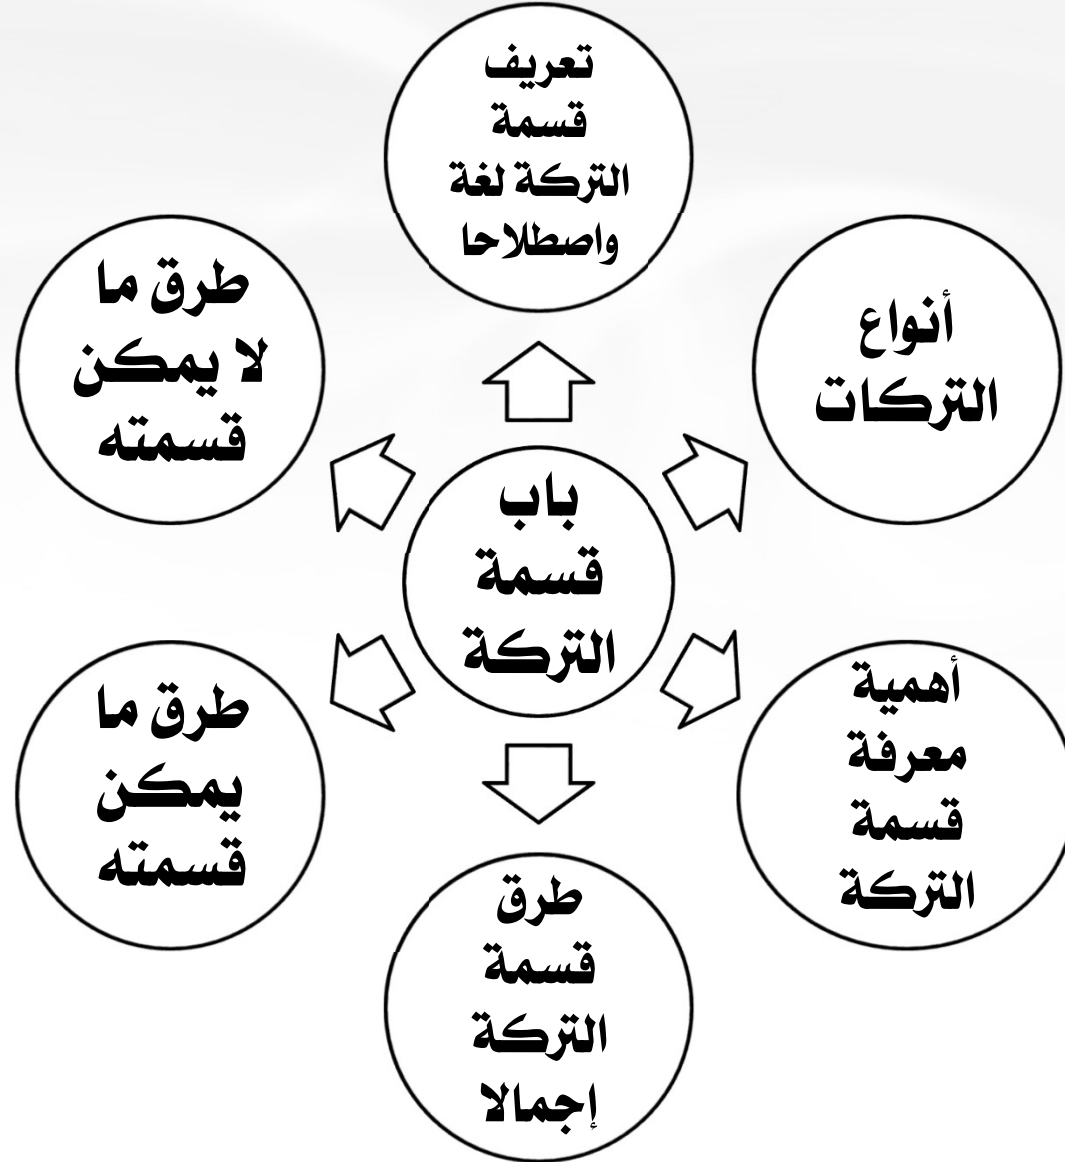 تعريف
قسمة
التركة لغة
واصطلاحا
أنواع
التركات
أهمية
معرفة
قسمة
التركة
طرق
قسمة
التركة
إجمالا
طرق ما
يمكن
قسمته
طرق ما
لا يمكن
قسمته
باب
قسمة
التركة